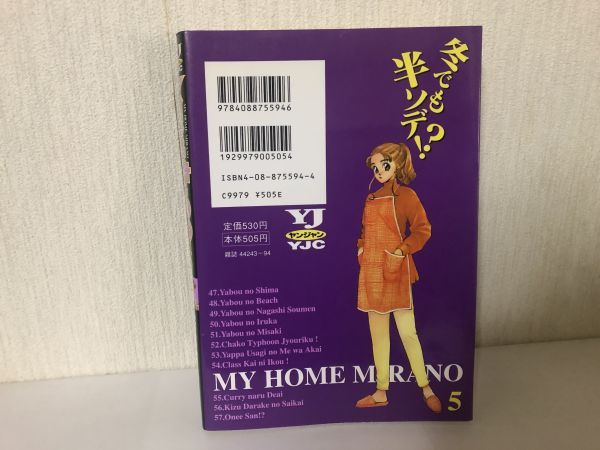 冬でも
半ソデ!?
9784088755946
1929979005054
ISBN4-08-875594-4
C9979 ¥505E
定価530円
本体505円
雑誌 44243-94
YJ
ヤンジャン
YJC
47.Yabou no Shima
48.Yabou no Beach
49.Yabou no Nagashi Soumen
50.Yabou no Iruka
51.Yabou no Misaki
52.Chako Typhoon Jyouriku !
53.Yappa Usagi no Me wa Akai
54.Class Kai ni Ikou !
MY HOME MIRANO
55.Curry naru Deai
56.Kizu Darake no Saikai
57.Onee San!?
5